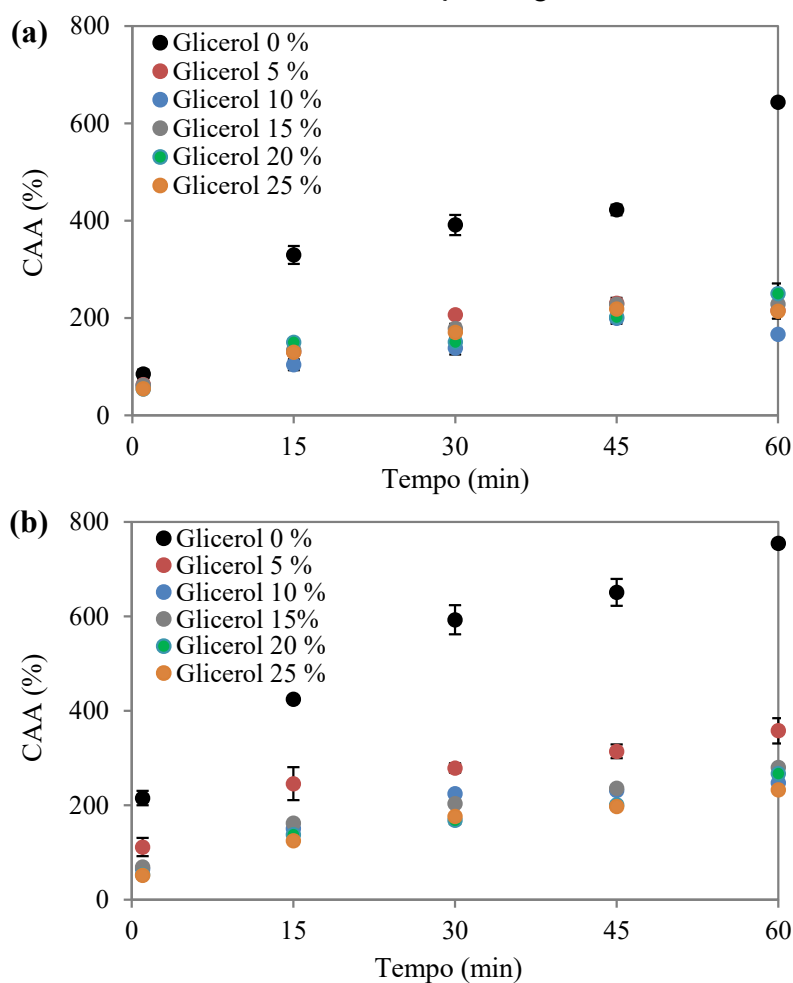 (a)
800
600
400
200
0
CAA (%)
Glicerol 0 %
Glicerol 5 %
Glicerol 10 %
Glicerol 15 %
Glicerol 20 %
Glicerol 25 %
0 15 30 45 60
Tempo (min)
(b)
800
600
400
200
0
CAA (%)
Glicerol 0 %
Glicerol 5 %
Glicerol 10 %
Glicerol 15%
Glicerol 20 %
Glicerol 25 %
0 15 30 45 60
Tempo (min)